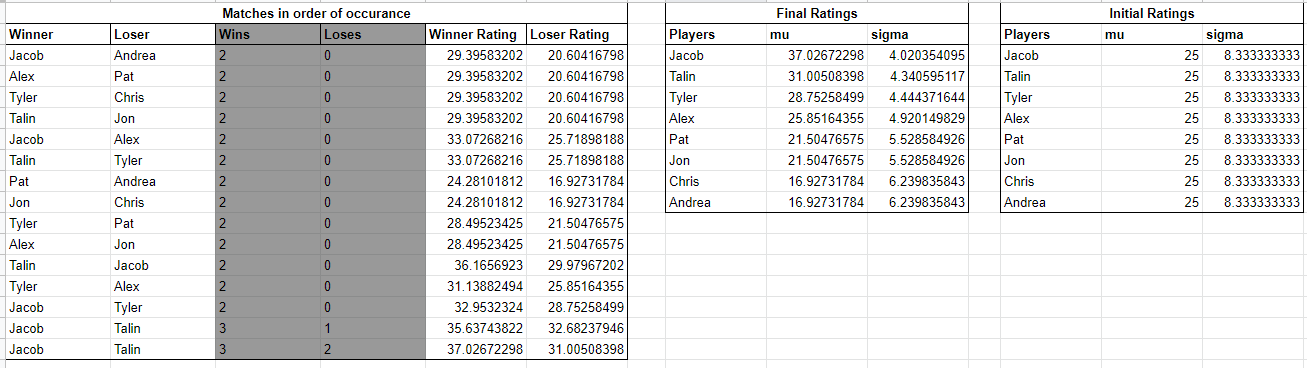 Matches in order of occurance Final Ratings Initial Ratings
Winner Loser Wins Loses Winner Rating Loser Rating Players mu sigma Players mu sigma
Jacob Andrea 2 0 29.39583202 20.60416798 Jacob 37.02672298 4.020354095 Jacob 25 8.333333333
Alex Pat 2 0 29.39583202 20.60416798 Talin 31.00508398 4.340595117 Talin 25 8.333333333
Tyler Chris 2 0 29.39583202 20.60416798 Tyler 28.75258499 4.444371644 Tyler 25 8.333333333
Talin Jon 2 0 29.39583202 20.60416798 Alex 25.85164355 4.920149829 Alex 25 8.333333333
Jacob Alex 2 0 33.07268216 25.71898188 Pat 21.50476575 5.528584926 Pat 25 8.333333333
Talin Tyler 2 0 33.07268216 25.71898188 Jon 21.50476575 5.528584926 Jon 25 8.333333333
Pat Andrea 2 0 24.28101812 16.92731784 Chris 16.92731784 6.239835843 Chris 25 8.333333333
Jon Chris 2 0 24.28101812 16.92731784 Andrea 16.92731784 6.239835843 Andrea 25 8.333333333
Tyler Pat 2 0 28.49523425 21.50476575
Alex Jon 2 0 28.49523425 21.50476575
Talin Jacob 2 0 36.1656923 29.97967202
Tyler Alex 2 0 31.13882494 25.85164355
Jacob Tyler 2 0 32.9532324 28.75258499
Jacob Talin 3 1 35.63743822 32.68237946
Jacob Talin 3 2 37.02672298 31.00508398